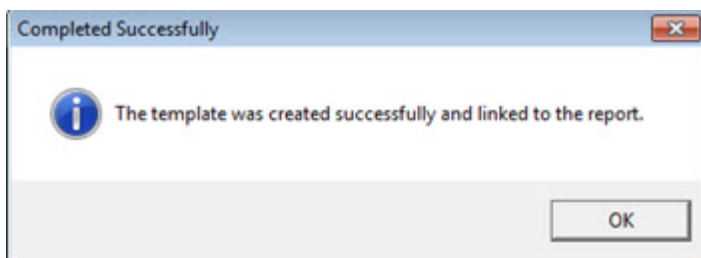 Completed Successfully
The template was created successfully and linked to the report.
OK